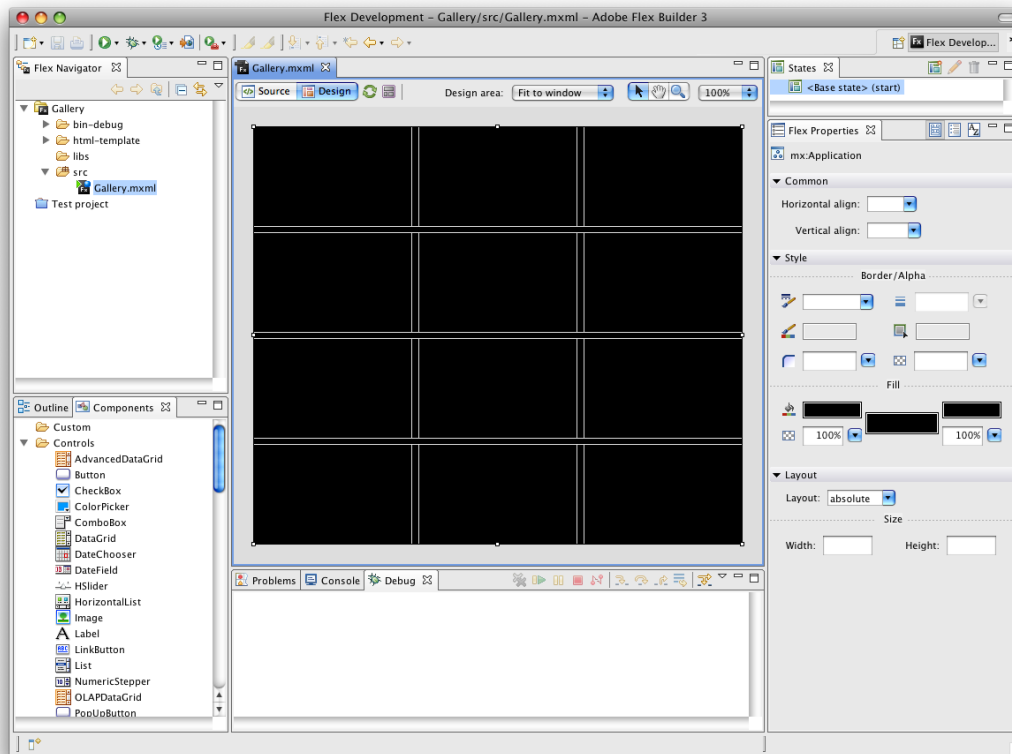 Flex Development – Gallery/src/Gallery.mxml – Adobe Flex Builder 3
Flex Develop...
Flex Navigator
Gallery
bin-debug
html-template
libs
src
Gallery.mxml
Test project
Outline
Components
Custom
Controls
AdvancedDataGrid
Button
CheckBox
ColorPicker
ComboBox
DataGrid
DateChooser
DateField
HSlider
HorizontalList
Image
Label
LinkButton
List
NumericStepper
OLAPDataGrid
PopUpButton
Gallery.mxml
Source
Design
Design area:
Fit to window
100%
Problems
Console
Debug
States
<Base state> (start)
Flex Properties
mx:Application
Common
Horizontal align:
Vertical align:
Style
Border/Alpha
Fill
100%
100%
Layout
Layout:
absolute
Size
Width:
Height: